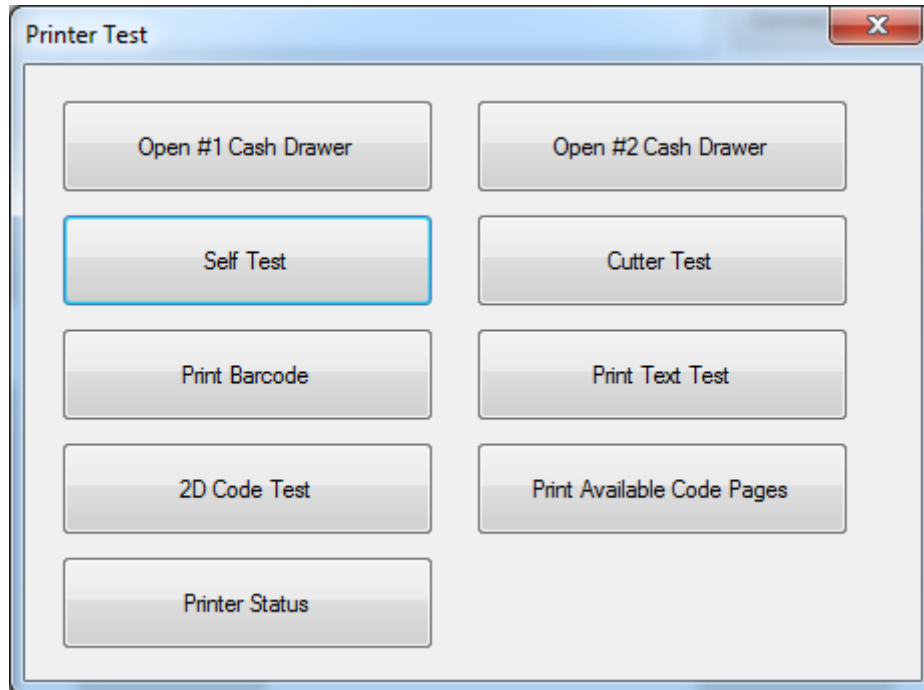 Printer Test
Open #1 Cash Drawer
Open #2 Cash Drawer
Self Test
Cutter Test
Print Barcode
Print Text Test
2D Code Test
Print Available Code Pages
Printer Status